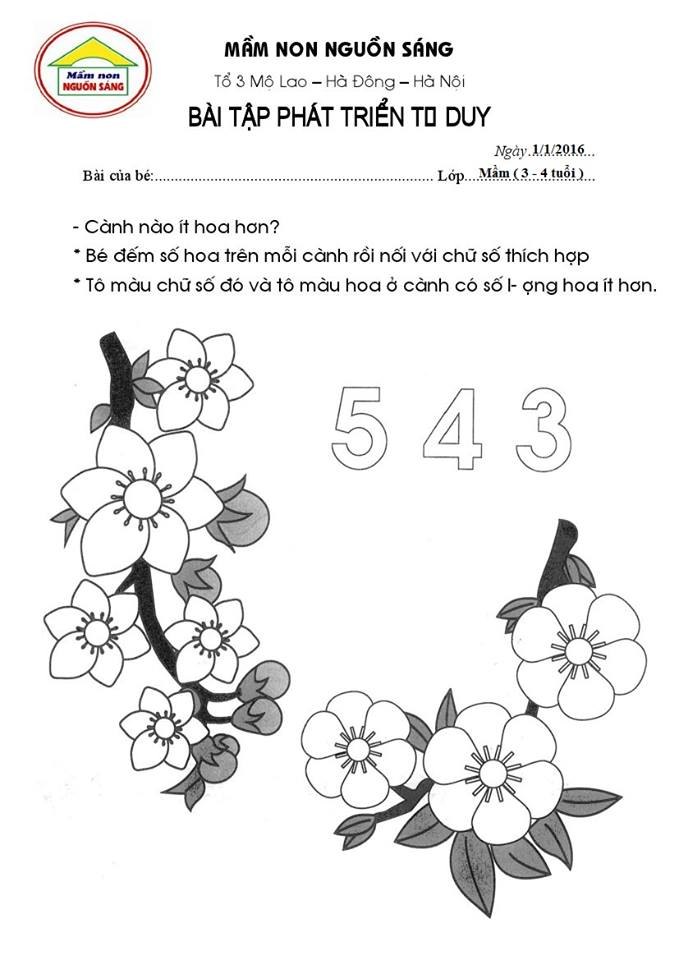 Mầm non
NGUỒN SÁNG
MẦM NON NGUỒN SÁNG
Tổ 3 Mộ Lao – Hà Đông – Hà Nội
BÀI TẬP PHÁT TRIỂN T DUY
Ngày.1/1/2016...
Bài của bé:...................................................................... Lớp...Mầm ( 3 - 4 tuổi )...
- Cành nào ít hoa hơn?
* Bé đếm số hoa trên mỗi cành rồi nối với chữ số thích hợp
* Tô màu chữ số đó và tô màu hoa ở cành có số l- ợng hoa ít hơn.
5 4 3